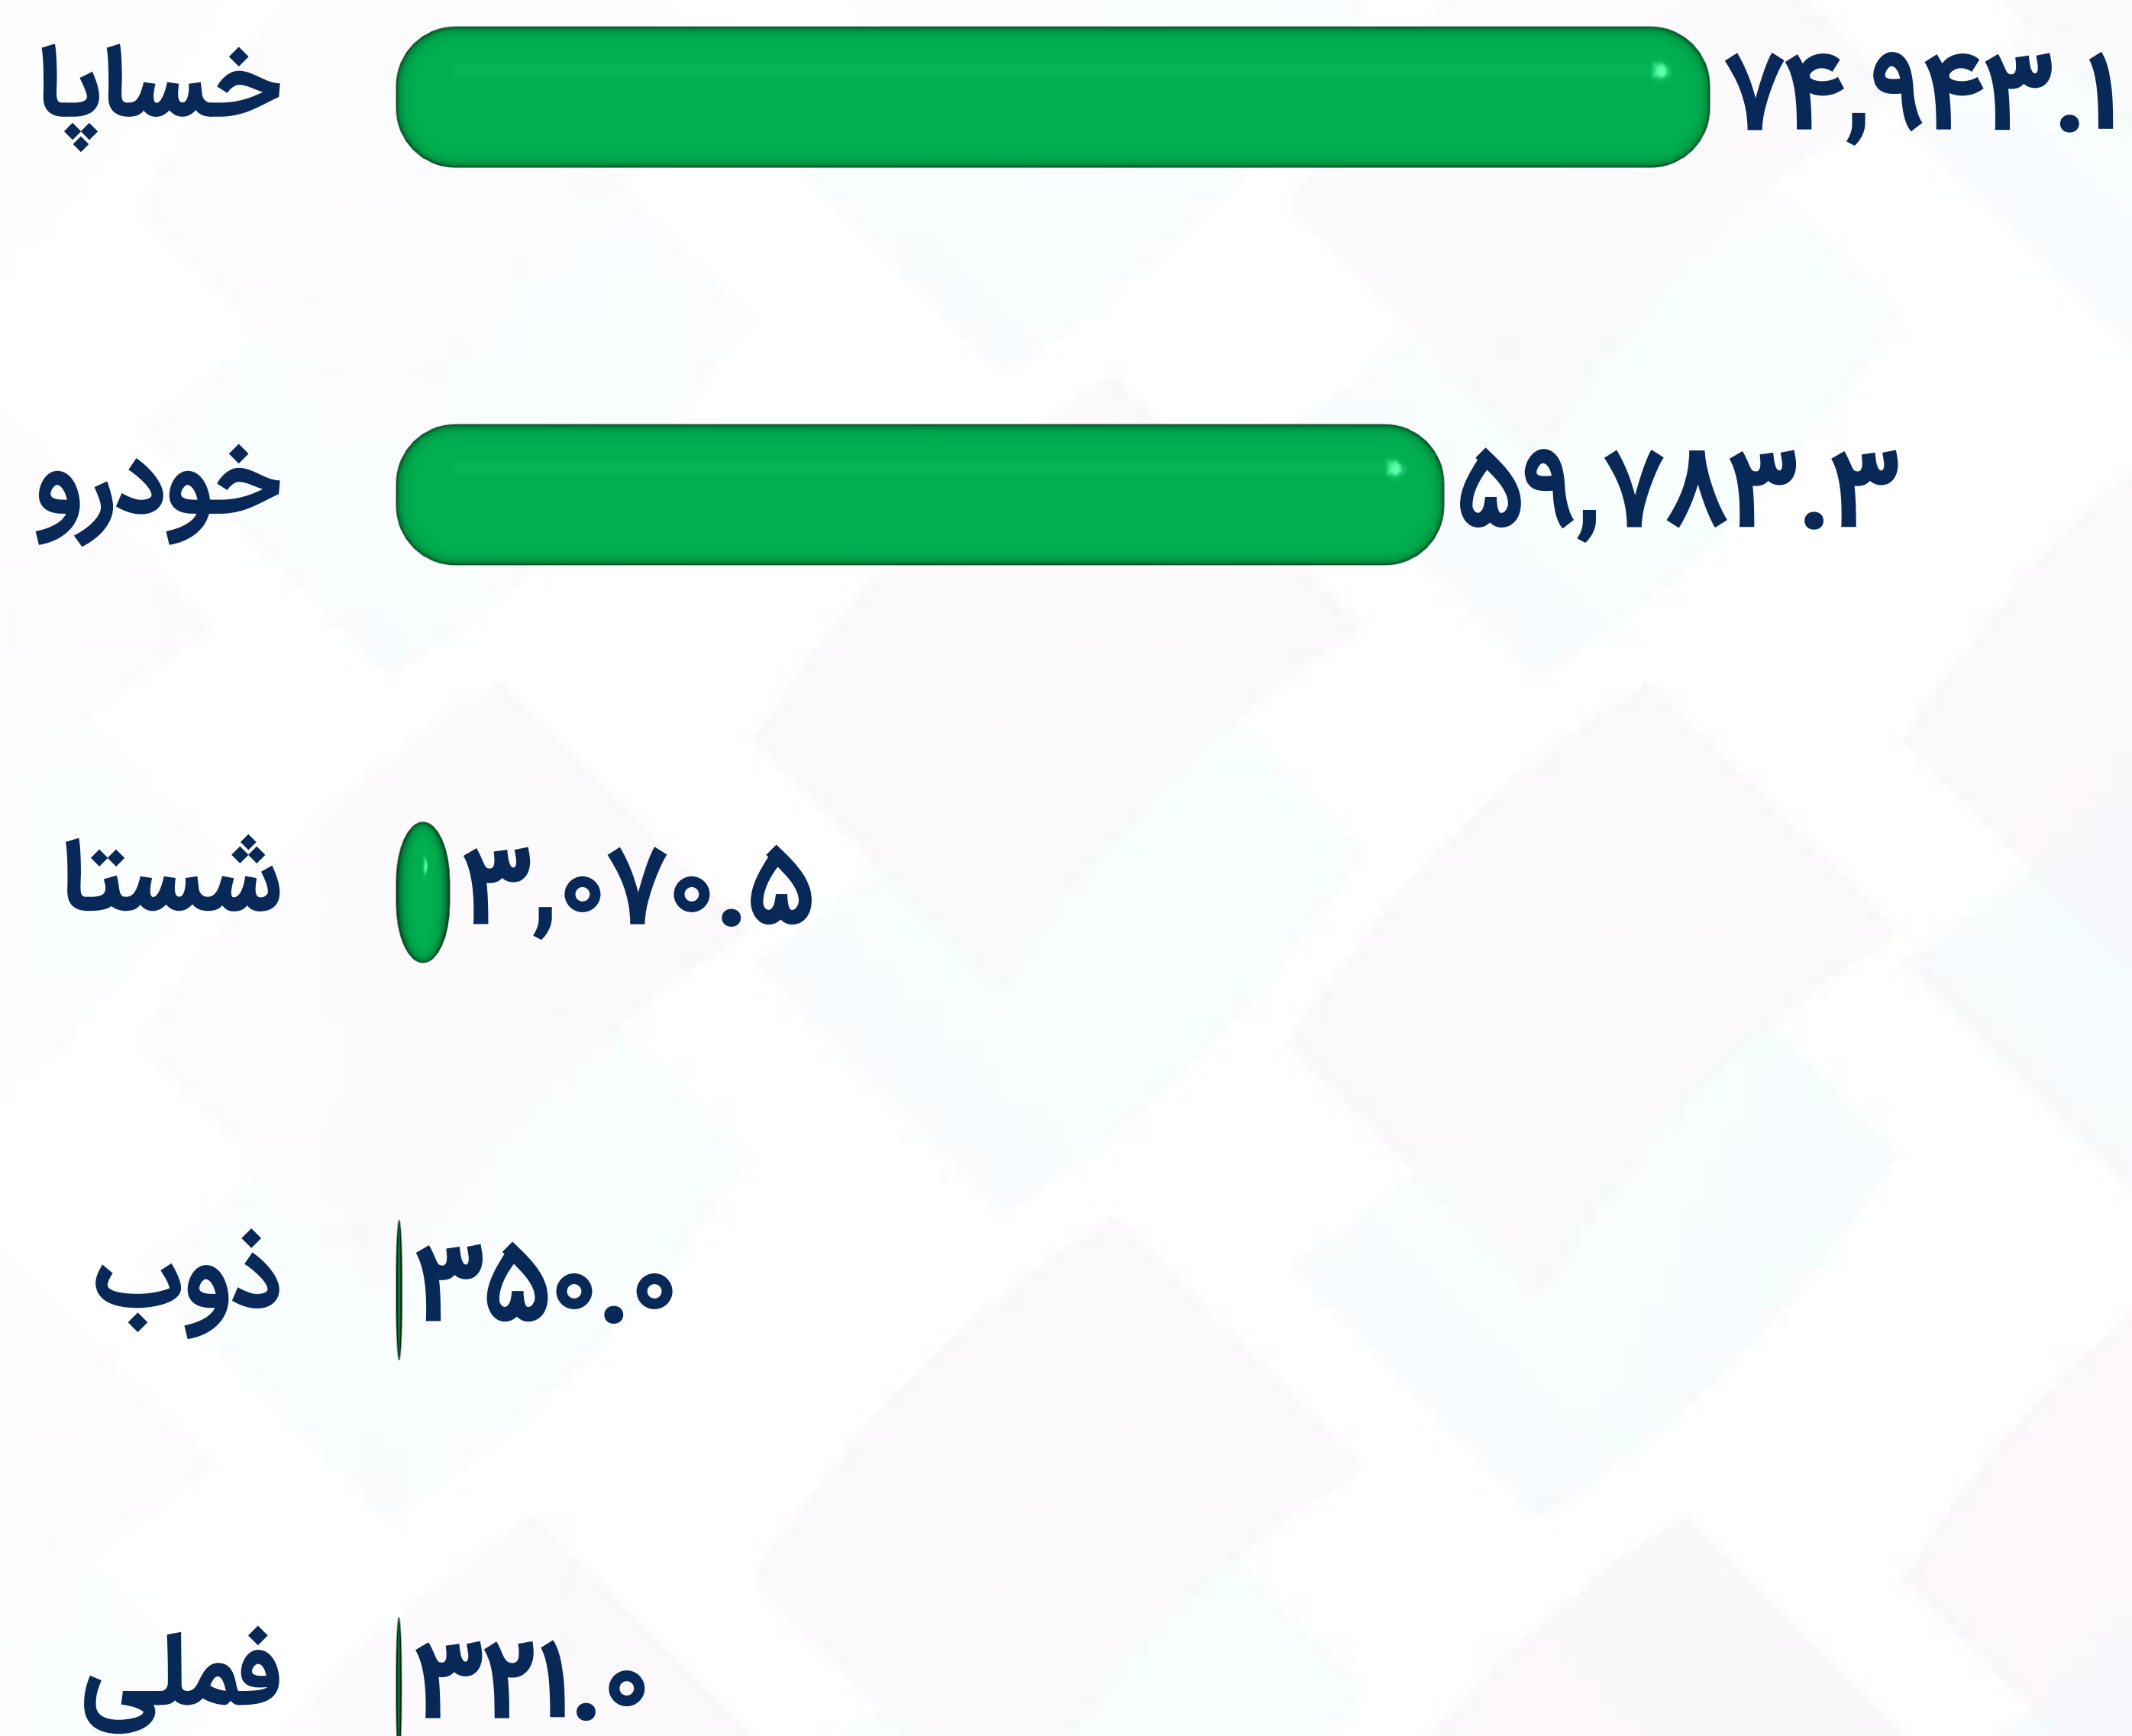 خساپا ۷۴,۹۴۳.۱
خودرو ۵۹,۷۸۳.۳
شستا ۳,۰۷۰.۵
ذوب ۳۵۰.۰
فملی ۳۲۱.۰